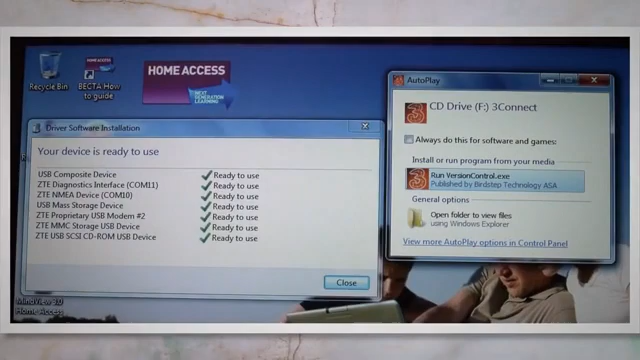 Recycle Bin
HOME ACCESS
BECTA How to guide
HOME ACCESS
NEXT GENERATION LEARNING
Driver Software Installation
Your device is ready to use
USB Composite Device Ready to use
ZTE Diagnostics Interface (COM11) Ready to use
ZTE NMEA Device (COM10) Ready to use
USB Mass Storage Device Ready to use
ZTE Proprietary USB Modem #2 Ready to use
ZTE MMC Storage USB Device Ready to use
ZTE USB SCSI CD-ROM USB Device Ready to use
Close
MindView 3.0
Home Access
AutoPlay
CD Drive (F:) 3Connect
Always do this for software and games:
Install or run program from your media
Run VersionControl.exe
Published by Birdstep Technology ASA
General options
Open folder to view files
using Windows Explorer
View more AutoPlay options in Control Panel